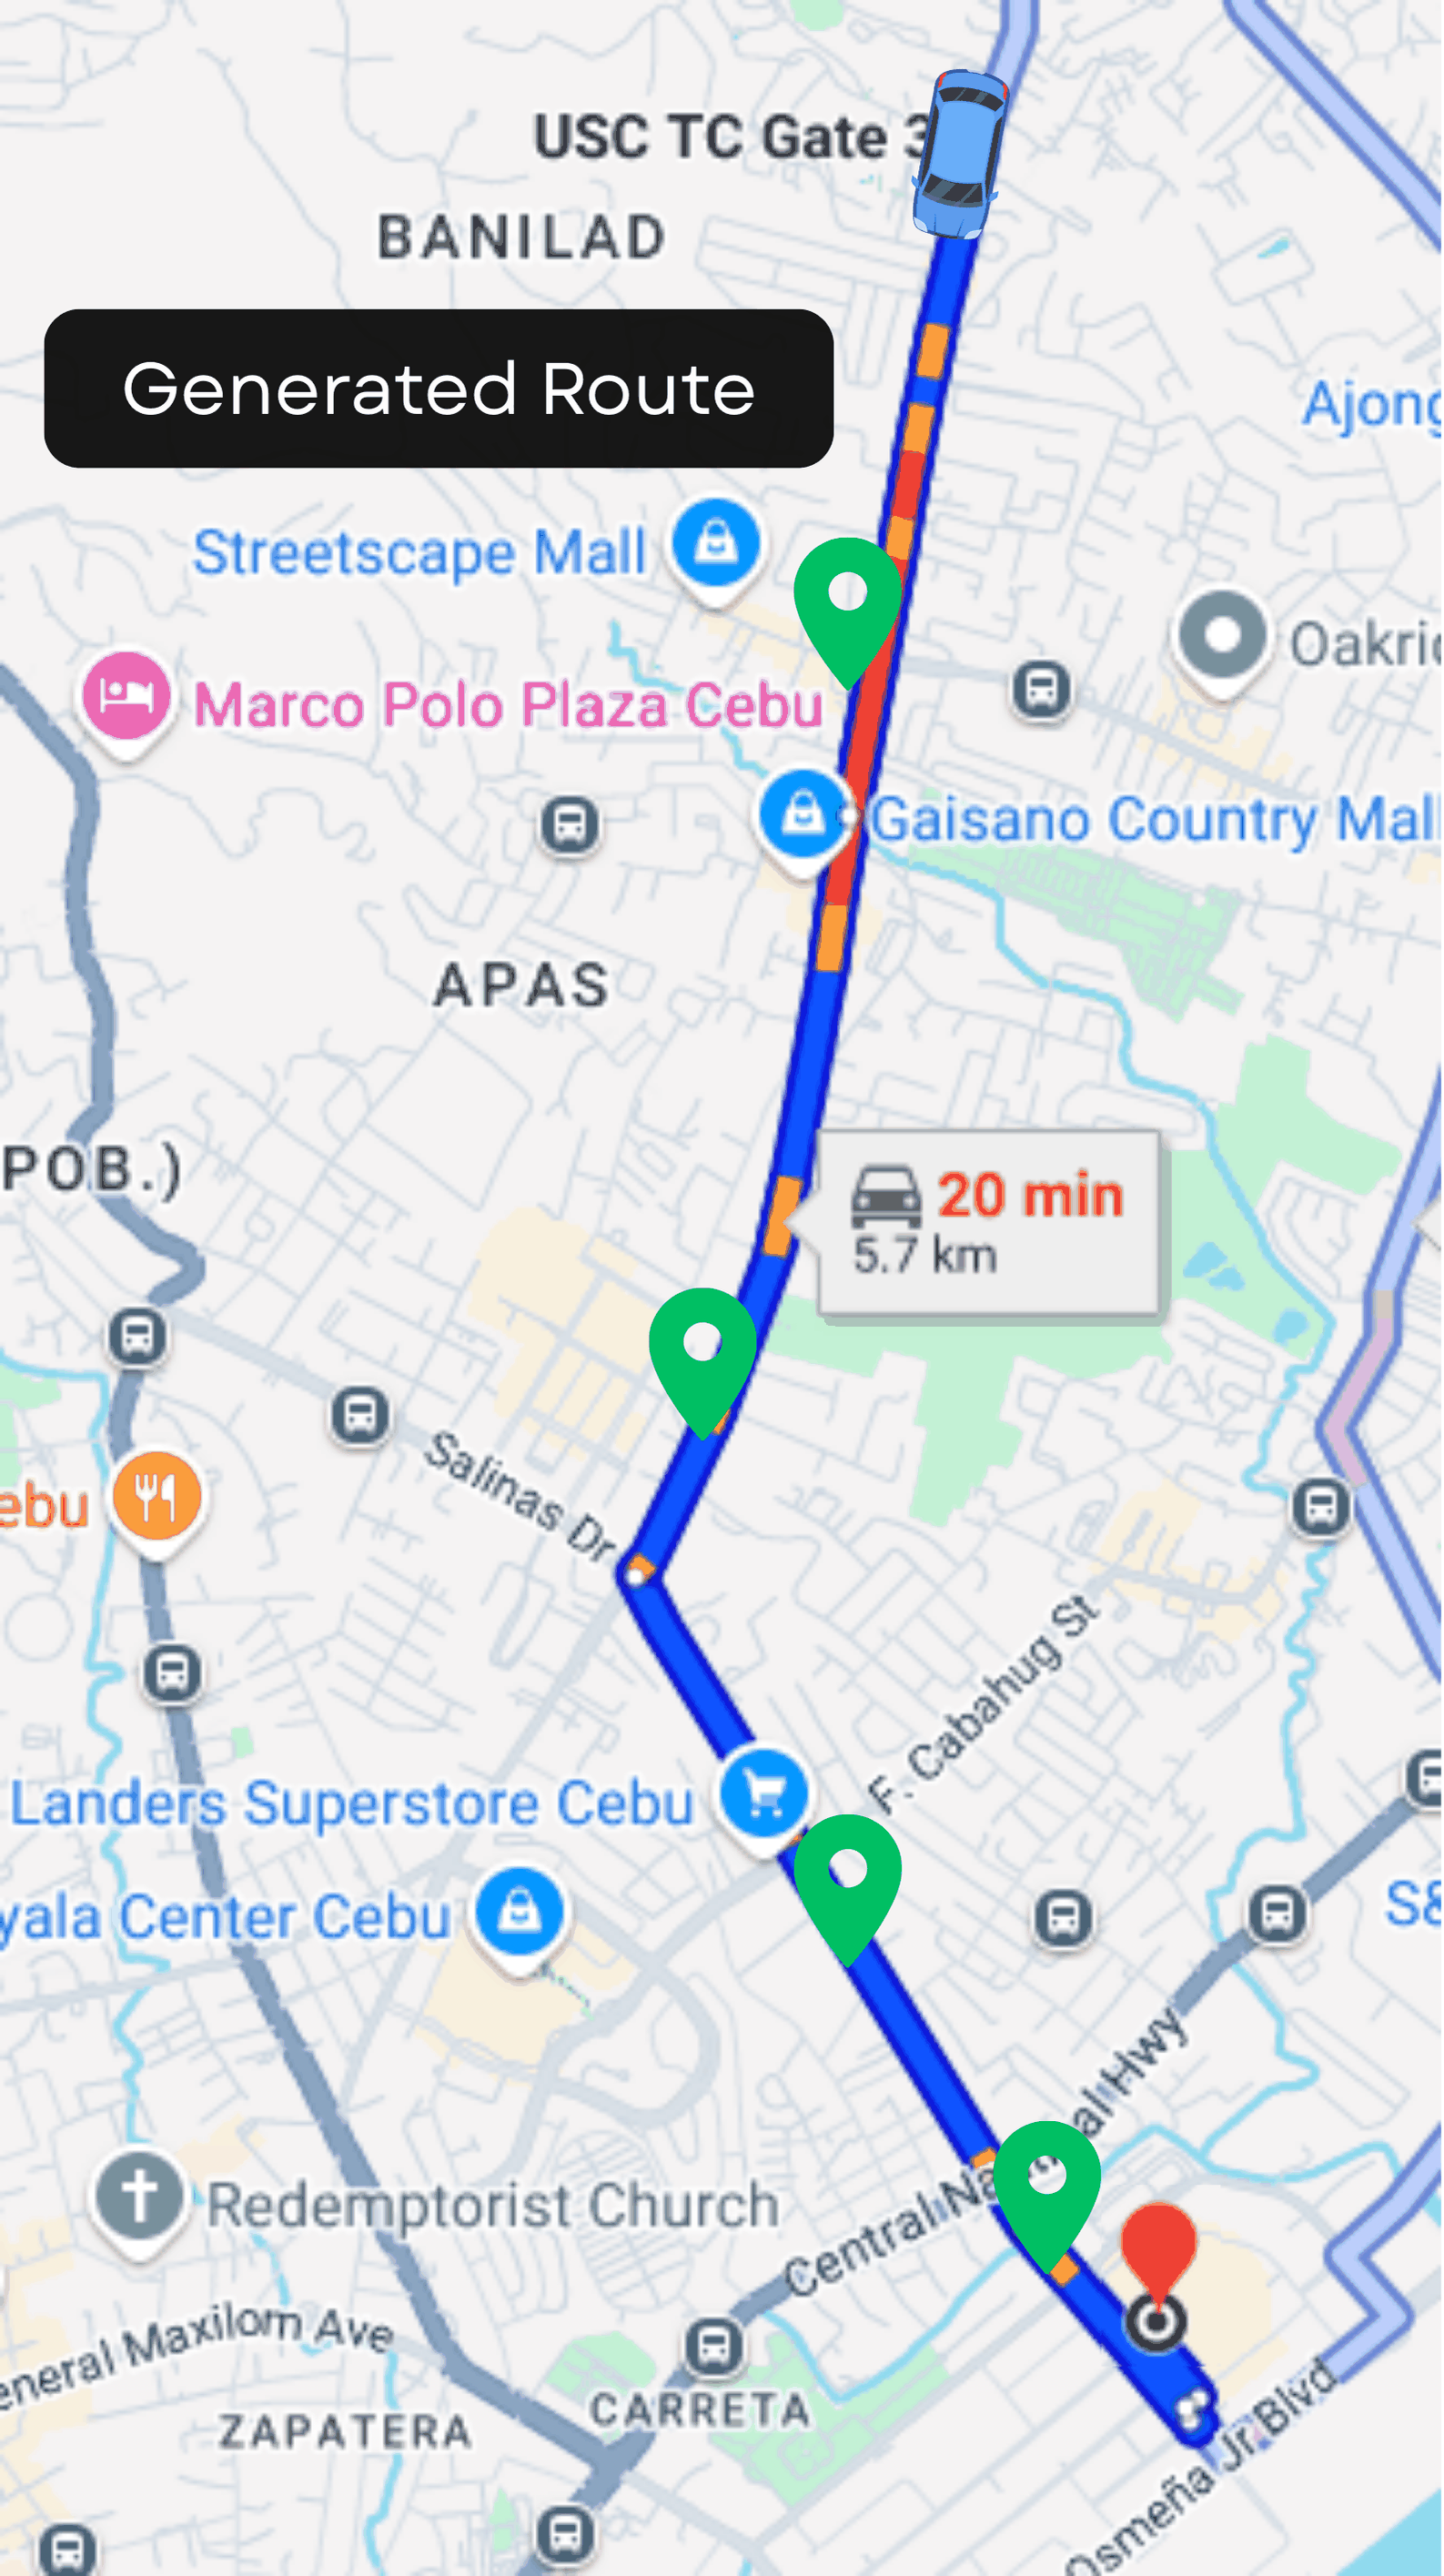 USC TC Gate 3
BANILAD
Generated Route
Ajong
Streetscape Mall
Oakric
Marco Polo Plaza Cebu
Gaisano Country Mall
APAS
POB.)
20 min
5.7 km
Salinas Dr
ebu
F. Cabahug St
Landers Superstore Cebu
yala Center Cebu
S&
Central Na al Hwy
Redemptorist Church
eneral Maxilom Ave
CARRETA
ZAPATERA
Osmeña Jr Blvd